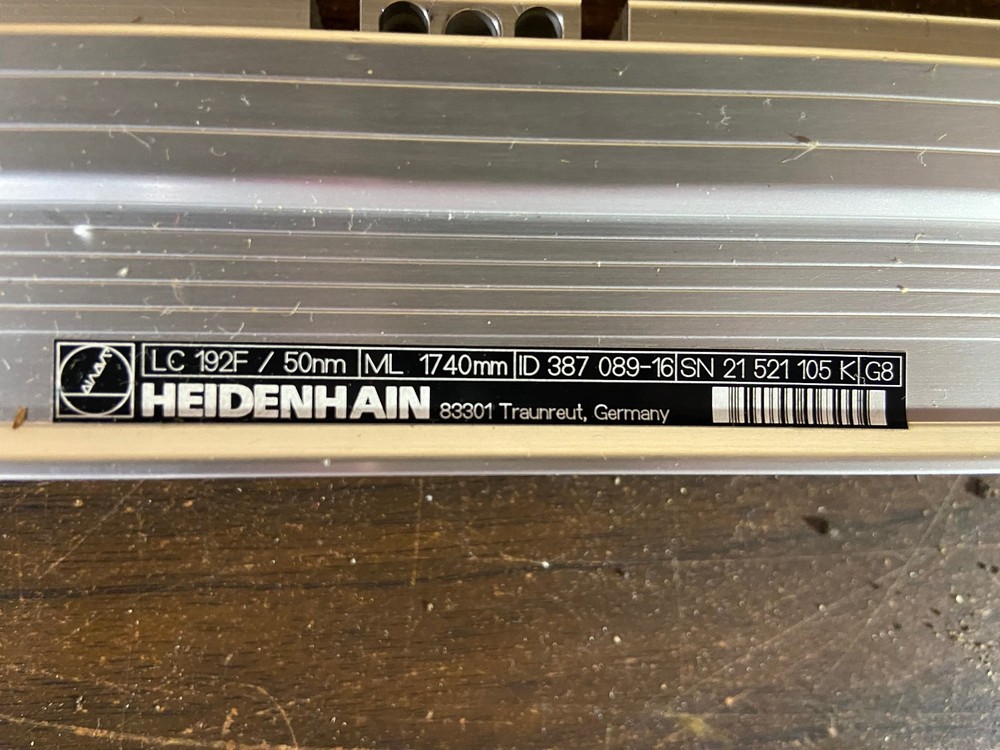 LC 192F / 50nm ML 1740mm ID 387 089-16 SN 21 521 105 K G8
HEIDENHAIN 83301 Traunreut, Germany